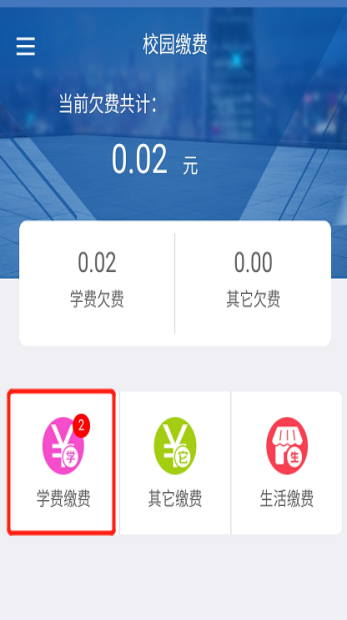 校园缴费
当前欠费共计：
0.02 元
0.02 0.00
学费欠费 其它欠费
2
学 它 生
学费缴费 其它缴费 生活缴费